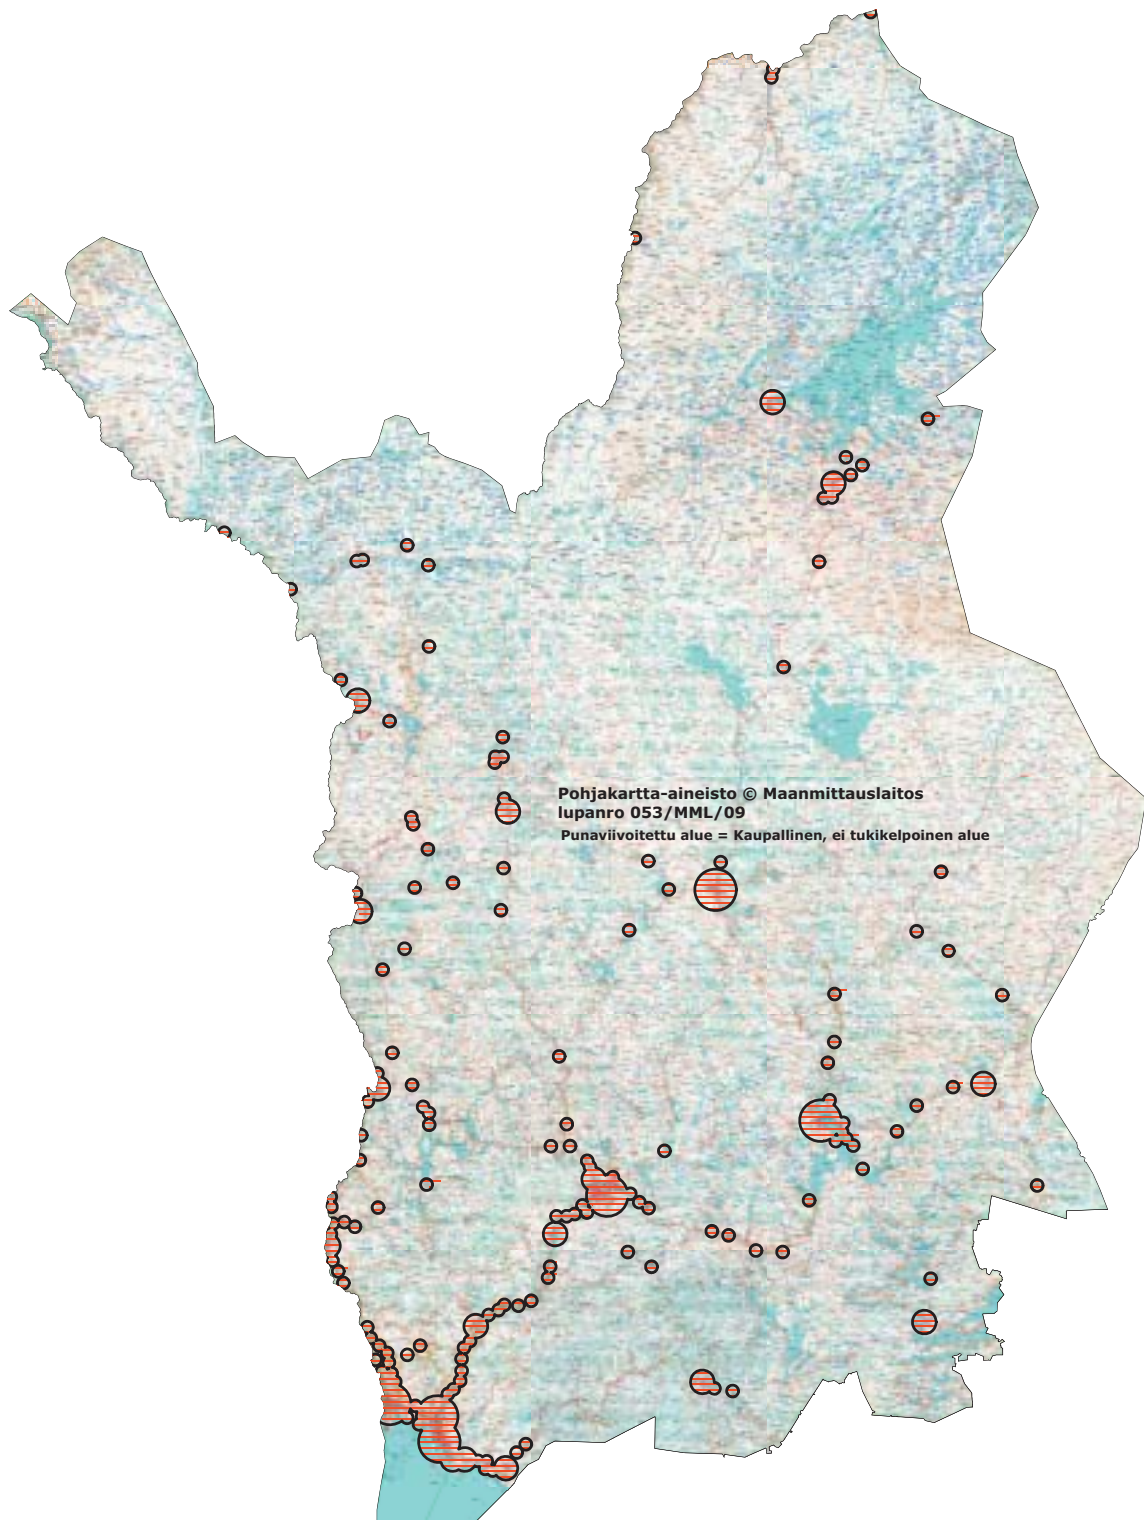 Pohjakartta-aineisto © Maanmittauslaitos
lupanro 053/MML/09
Punaviivoitettu alue = Kaupallinen, ei tukikelpoinen alue